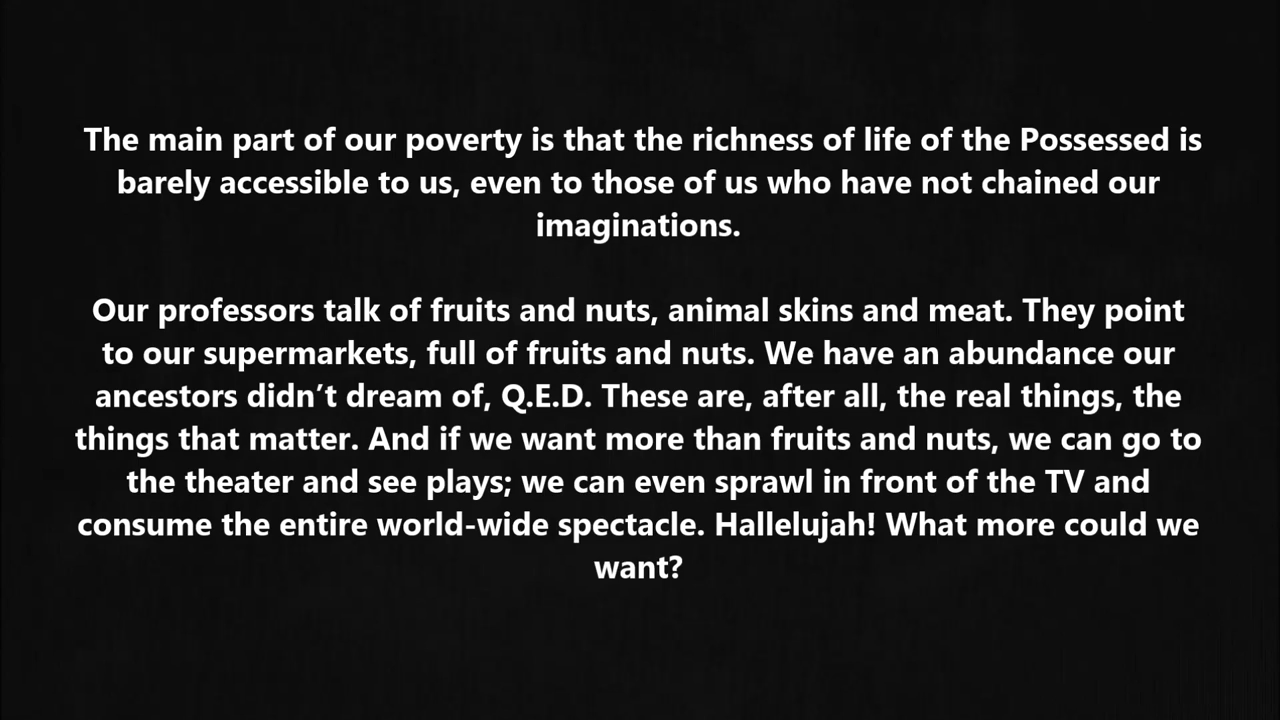 The main part of our poverty is that the richness of life of the Possessed is
barely accessible to us, even to those of us who have not chained our
imaginations.
Our professors talk of fruits and nuts, animal skins and meat. They point
to our supermarkets, full of fruits and nuts. We have an abundance our
ancestors didn’t dream of, Q.E.D. These are, after all, the real things, the
things that matter. And if we want more than fruits and nuts, we can go to
the theater and see plays; we can even sprawl in front of the TV and
consume the entire world-wide spectacle. Hallelujah! What more could we
want?